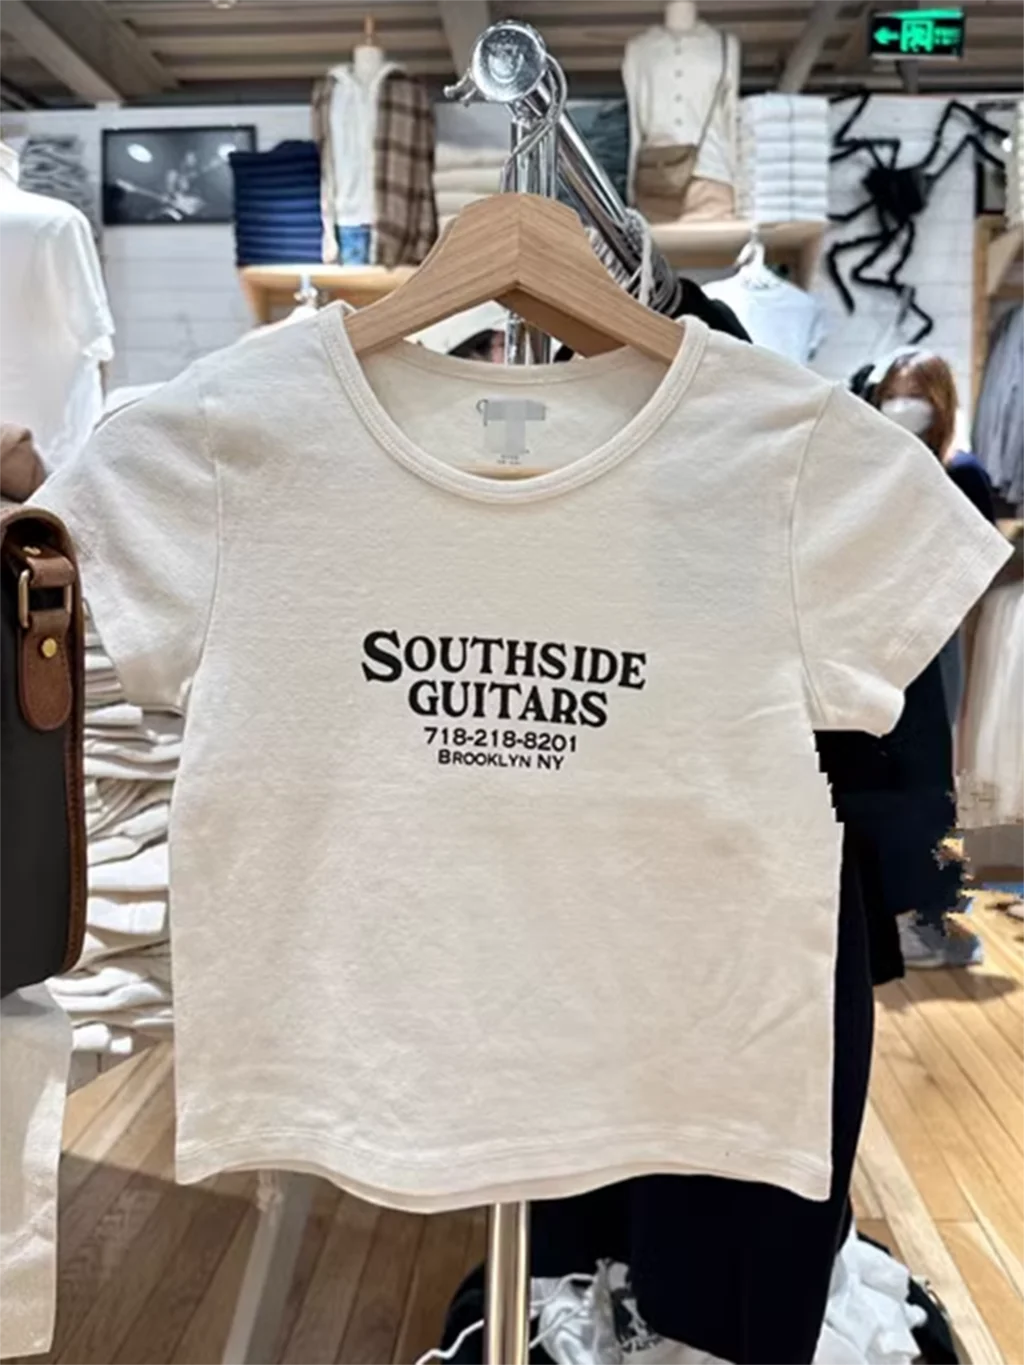 SOUTHSIDE
GUITARS
718-218-8201
BROOKLYN NY